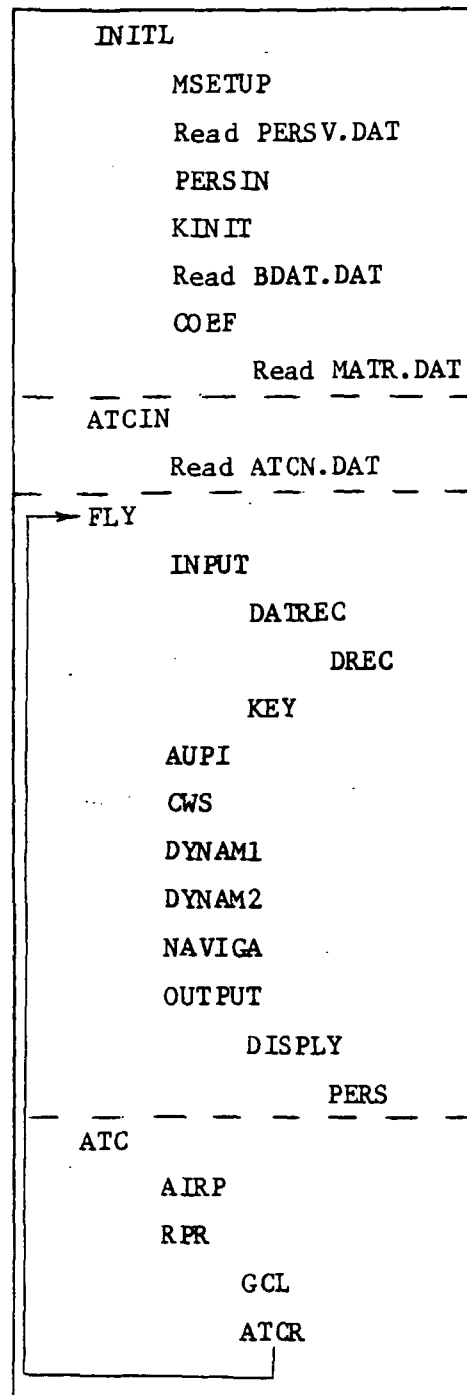 INITL
MSETUP
Read PERSV.DAT
PERSIN
KINIT
Read BDAT.DAT
COEF
Read MATR.DAT
ATCIN
Read ATCN.DAT
FLY
INPUT
DATREC
DREC
KEY
AUPI
CWS
DYNAM1
DYNAM2
NAVIGA
OUTPUT
DISPLY
PERS
ATC
AIRP
RPR
GCL
ATCR